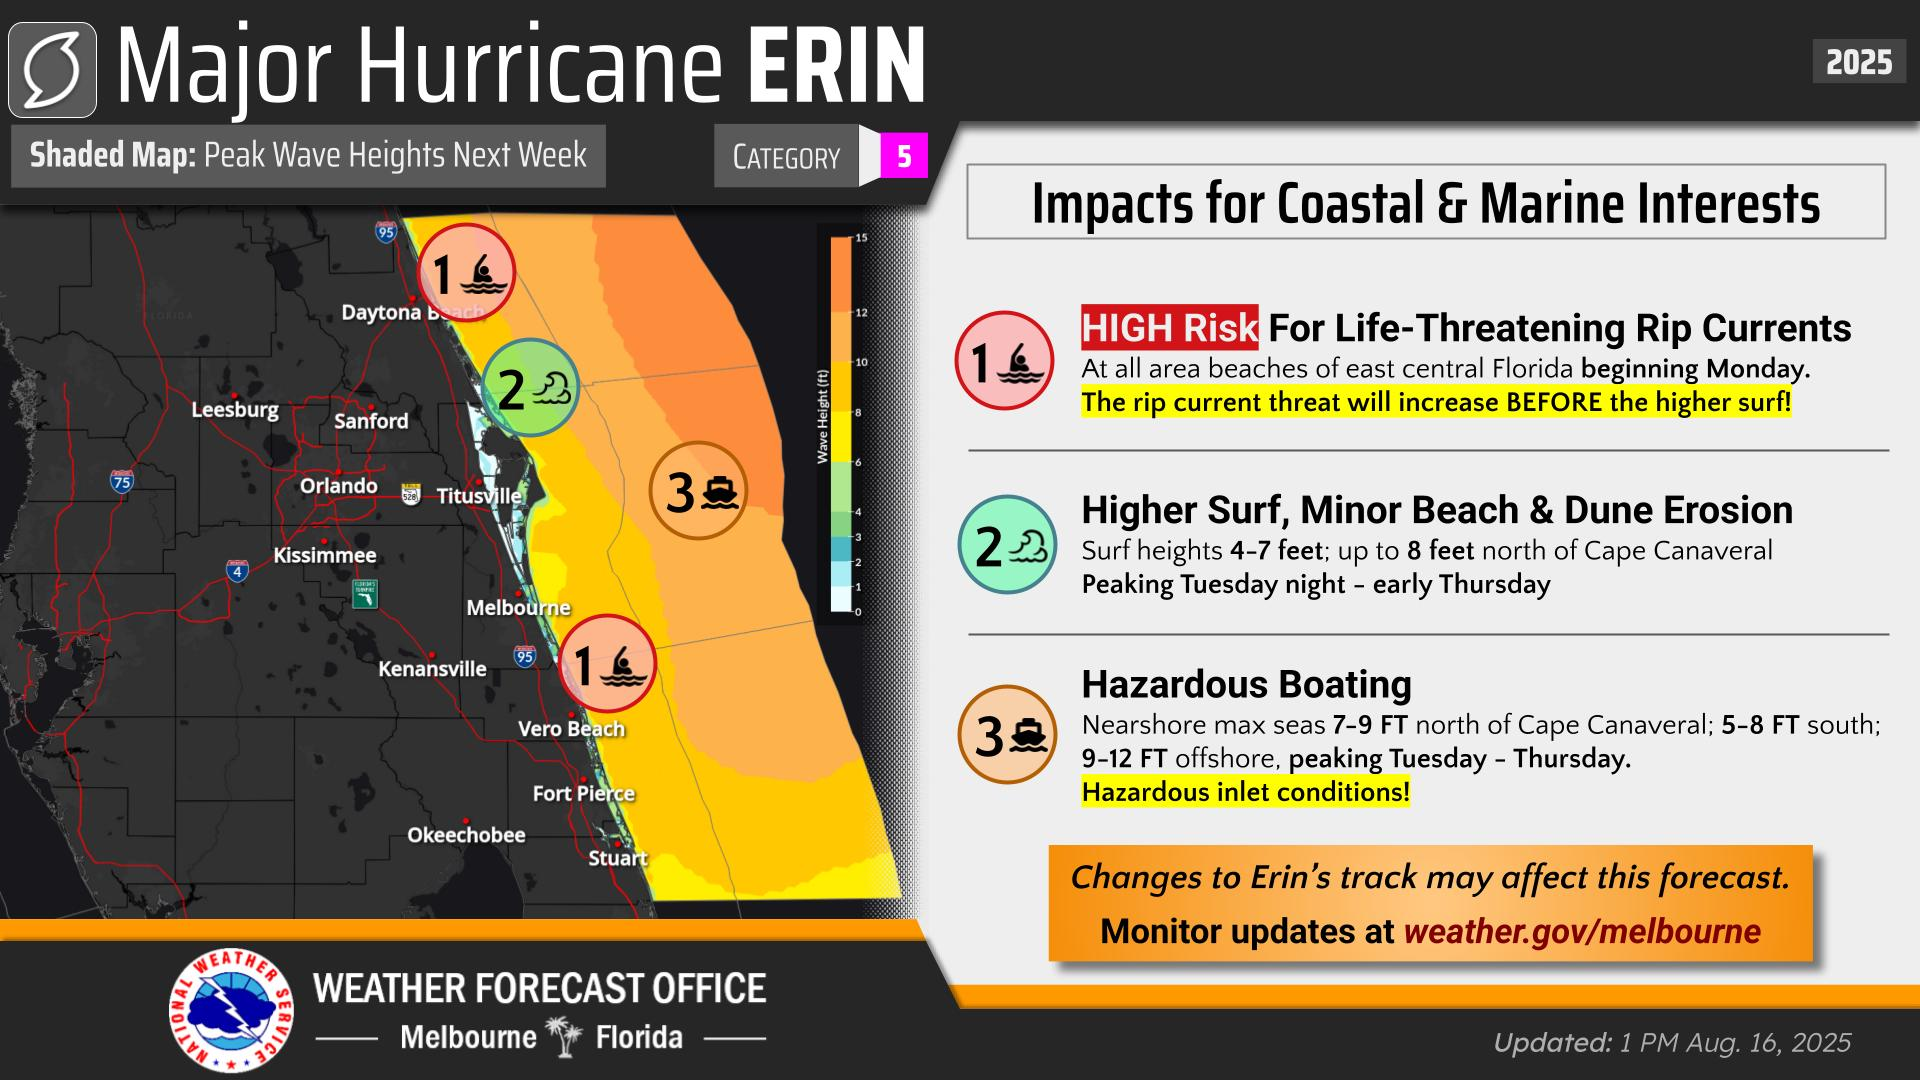 Major Hurricane ERIN
2025
Shaded Map: Peak Wave Heights Next Week
CATEGORY 5
Impacts for Coastal & Marine Interests
1
HIGH Risk For Life-Threatening Rip Currents
At all area beaches of east central Florida beginning Monday.
The rip current threat will increase BEFORE the higher surf!
2
Higher Surf, Minor Beach & Dune Erosion
Surf heights 4-7 feet; up to 8 feet north of Cape Canaveral
Peaking Tuesday night - early Thursday
3
Hazardous Boating
Nearshore max seas 7-9 FT north of Cape Canaveral; 5-8 FT south;
9-12 FT offshore, peaking Tuesday - Thursday.
Hazardous inlet conditions!
Changes to Erin's track may affect this forecast.
Monitor updates at weather.gov/melbourne
95
1
FLORIDA
Daytona Beach
2
Leesburg
Sanford
75
Orlando
528
Titusville
3
Kissimmee
4
FLORIDA'S
TURNPIKE
Melbourne
95
1
Kenansville
Vero Beach
Fort Pierce
Okeechobee
Stuart
Wave Height (ft)
15
12
10
8
6
4
3
2
1
0
NATIONAL WEATHER SERVICE
WEATHER FORECAST OFFICE
Melbourne Florida
Updated: 1 PM Aug. 16, 2025